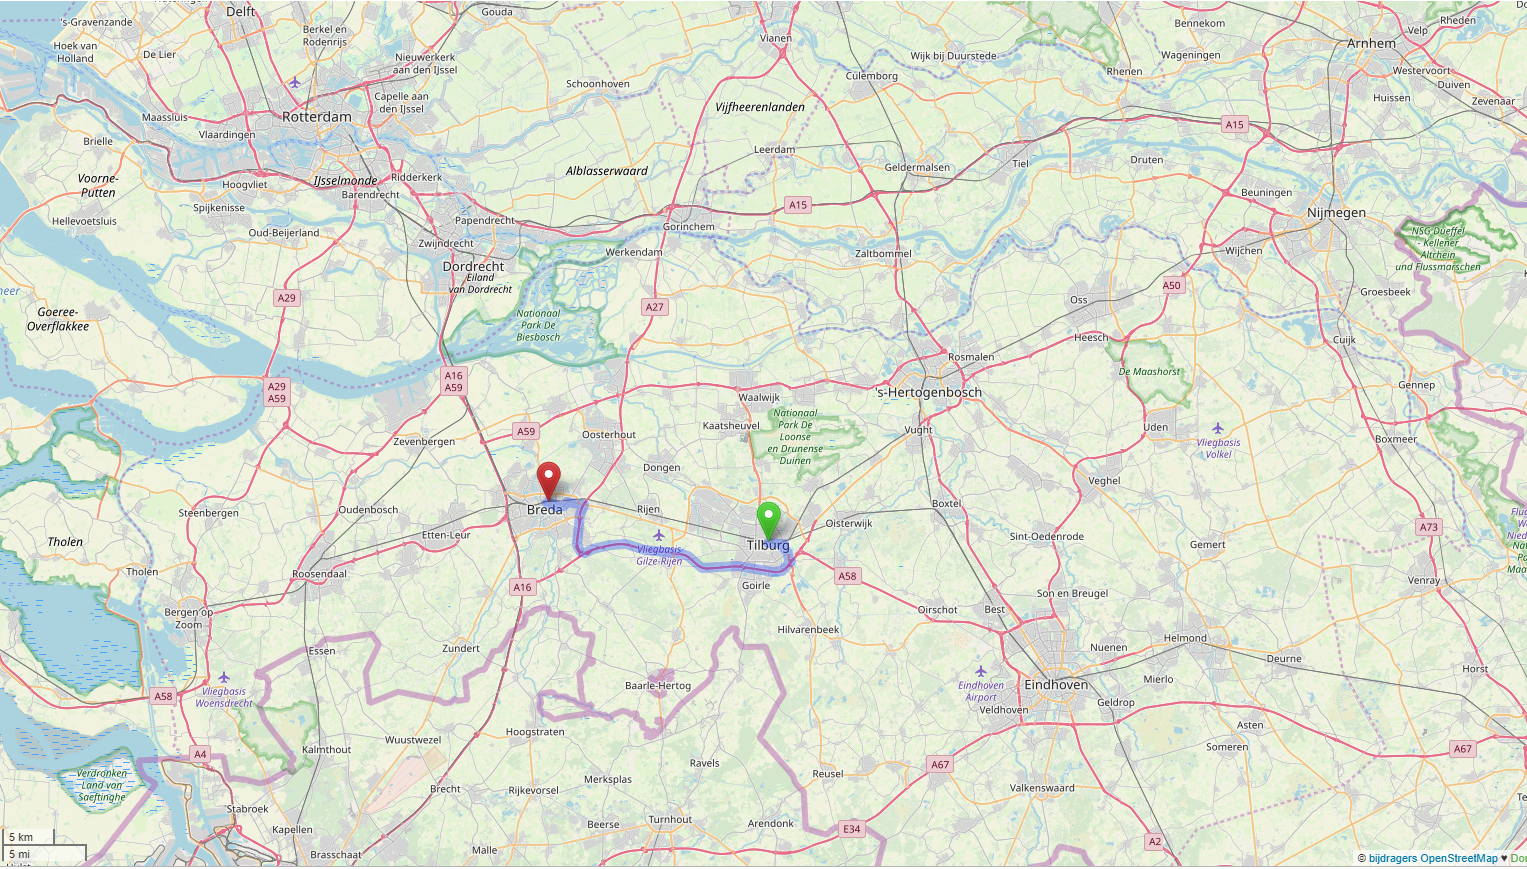 Delft
Gouda
's-Gravenzande
Berkel en
Rodenrijs
Hoek van
Holland
De Lier
Nieuwerkerk
aan den IJssel
Vianen
Wijk bij Duurstede
Culemborg
Schoonhoven
Bennekom
Rheden
Velp
Arnhem
Wageningen
Rhenen
Westervoort
Duiven
Huissen
Zevenaar
Capelle aan
den IJssel
Maassluis
Rotterdam
Vlaardingen
Brielle
Vijfheerenlanden
A15
Leerdam
Geldermalsen
Tiel
Druten
Alblasserwaard
Voorne-
Putten
Hoogvliet
IJsselmonde
Ridderkerk
Barendrecht
Beuningen
Spijkenisse
A15
Nijmegen
Hellevoetsluis
Oud-Beijerland
Papendrecht
Gorinchem
Zwijndrecht
Werkendam
Zaltbommel
Wijchen
NSG-Düffel
- Kellener
Altrhein
und Flussmarschen
Dordrecht
Eiland
van Dordrecht
A29
A27
A50
Oss
Groesbeek
meer
Goeree-
Overflakkee
Nationaal
Park De
Biesbosch
Heesch
Cuijk
Rosmalen
De Maashorst
A16
A59
A29
A59
Gennep
Waalwijk
's-Hertogenbosch
Nationaal
Park De
Loonse
en Drunense
Duinen
Kaatsheuvel
A59
Oosterhout
Zevenbergen
Vught
Uden
Vliegbasis
Volkel
Boxmeer
Dongen
Veghel
Steenbergen
Oudenbosch
Breda
Rijen
Boxtel
Oisterwijk
Etten-Leur
Sint-Oedenrode
A73
Tholen
Tilburg
Vliegbasis
Gilze-Rijen
Gemert
Tholen
Roosendaal
A16
Goirle
A58
Venray
Son en Breugel
Bergen op
Zoom
Oirschot
Best
Hilvarenbeek
Helmond
Essen
Zundert
Nuenen
Deurne
Horst
Vliegbasis
Woensdrecht
A58
Baarle-Hertog
Eindhoven
Airport
Eindhoven
Mierlo
Geldrop
Veldhoven
Asten
Hoogstraten
Kalmthout
Wuustwezel
A4
Someren
A67
Verdronken
Land van
Saeftinghe
Ravels
A67
Reusel
Merksplas
Brecht
Rijkevorsel
Valkenswaard
Stabroek
Kapellen
Beerse
Turnhout
Arendonk
E34
A2
Brasschaat
Malle
5 km
5 mi
© bijdragers OpenStreetMap ♥